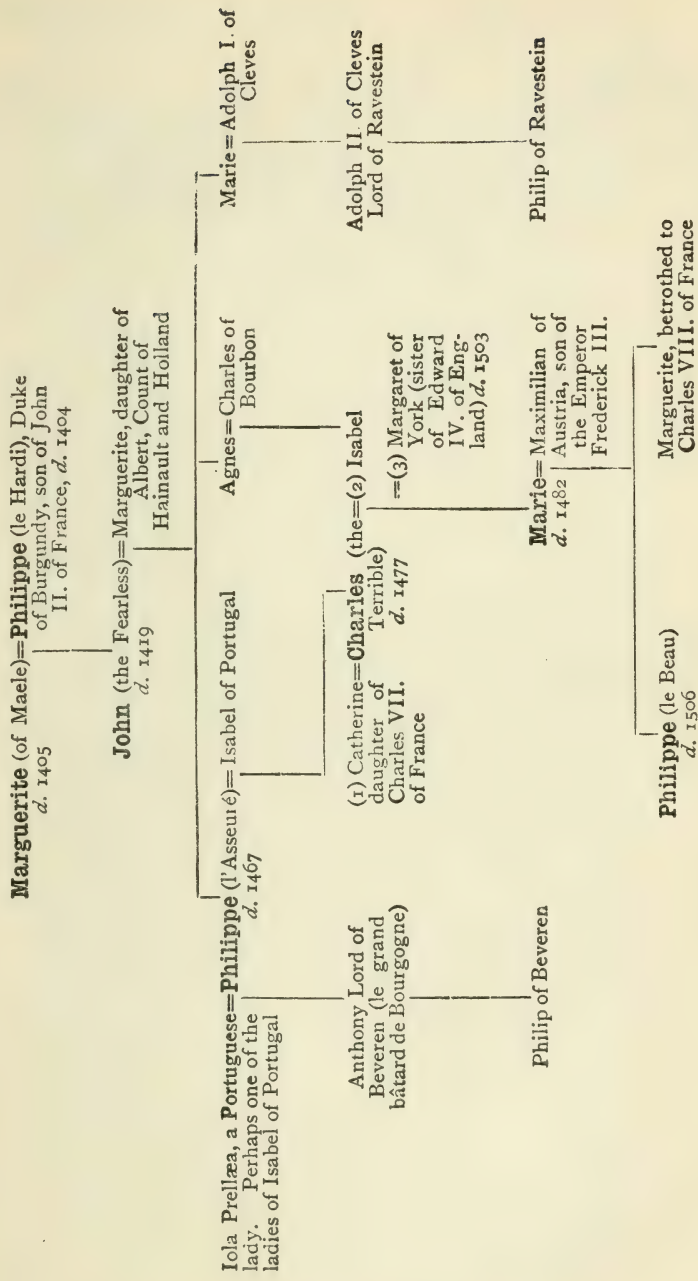 Marguerite (of Maele)=Philippe (le Hardi), Duke
d. 1405
of Burgundy, son of John
II. of France, d. 1404
John (the Fearless)=Marguerite, daughter of
d. 1419
Albert, Count of
Hainault and Holland
Iola Prellæa, a Portuguese=Philippe (l'Asseuré)=Isabel of Portugal
lady. Perhaps one of the
ladies of Isabel of Portugal
d. 1467
Agnes=Charles of
Bourbon
Marie=Adolph I. of
Cleves
Anthony Lord of
Beveren (le grand
bâtard de Bourgogne)
(1) Catherine=Charles (the=(2) Isabel
daughter of
Charles VII.
of France
Terrible)
d. 1477
=(3) Margaret of
York (sister
of Edward
IV. of Eng-
land) d. 1503
Adolph II. of Cleves
Lord of Ravestein
Philip of Beveren
Marie=Maximilian of
d. 1482
Austria, son of
the Emperor
Frederick III.
Philip of Ravestein
Philippe (le Beau)
d. 1506
Marguerite, betrothed to
Charles VIII. of France